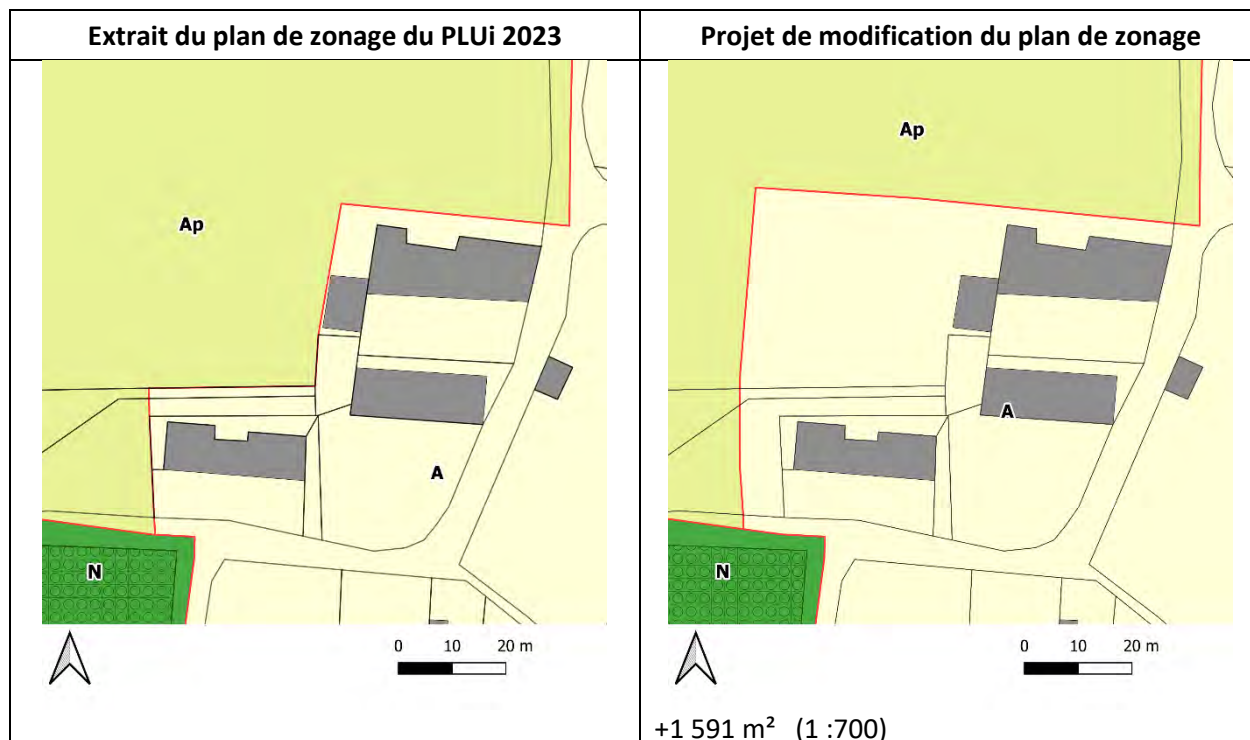 Extrait du plan de zonage du PLUi 2023
Ap
A
N
0 10 20 m
Projet de modification du plan de zonage
Ap
A
N
0 10 20 m
+1 591 m² (1 :700)